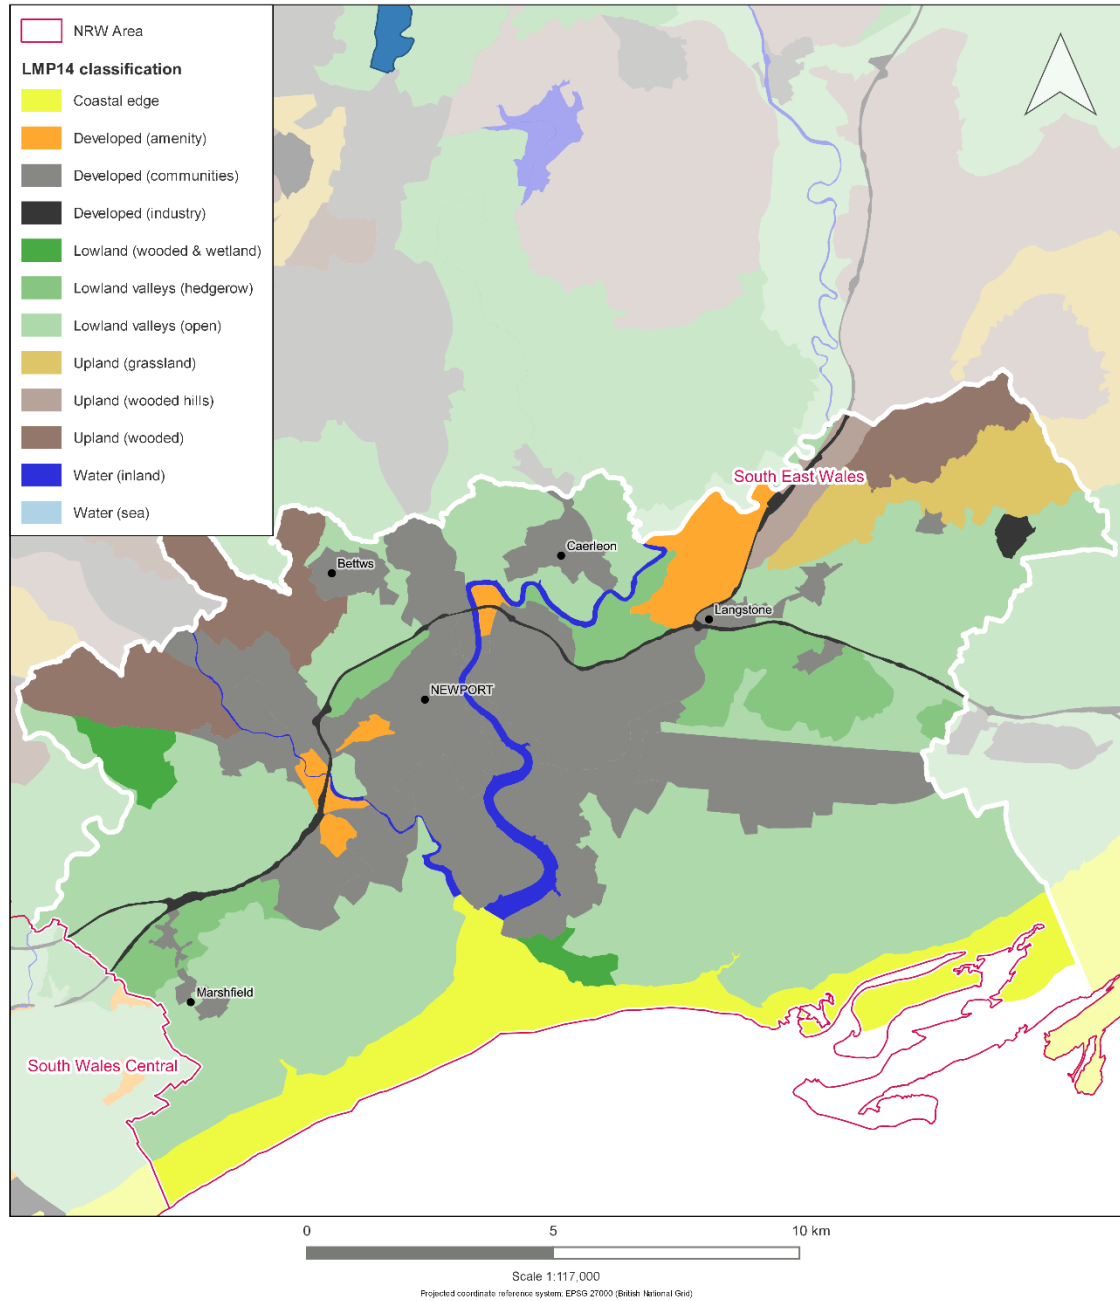 NRW Area
LMP14 classification
Coastal edge
Developed (amenity)
Developed (communities)
Developed (industry)
Lowland (wooded & wetland)
Lowland valleys (hedgerow)
Lowland valleys (open)
Upland (grassland)
Upland (wooded hills)
Upland (wooded)
Water (inland)
Water (sea)
South East Wales
Caerleon
Bettws
Langstone
NEWPORT
Marshfield
South Wales Central
0 5 10 km
Scale 1:117,000
Projected coordinate reference system: EPSG 27000 (British National Grid)